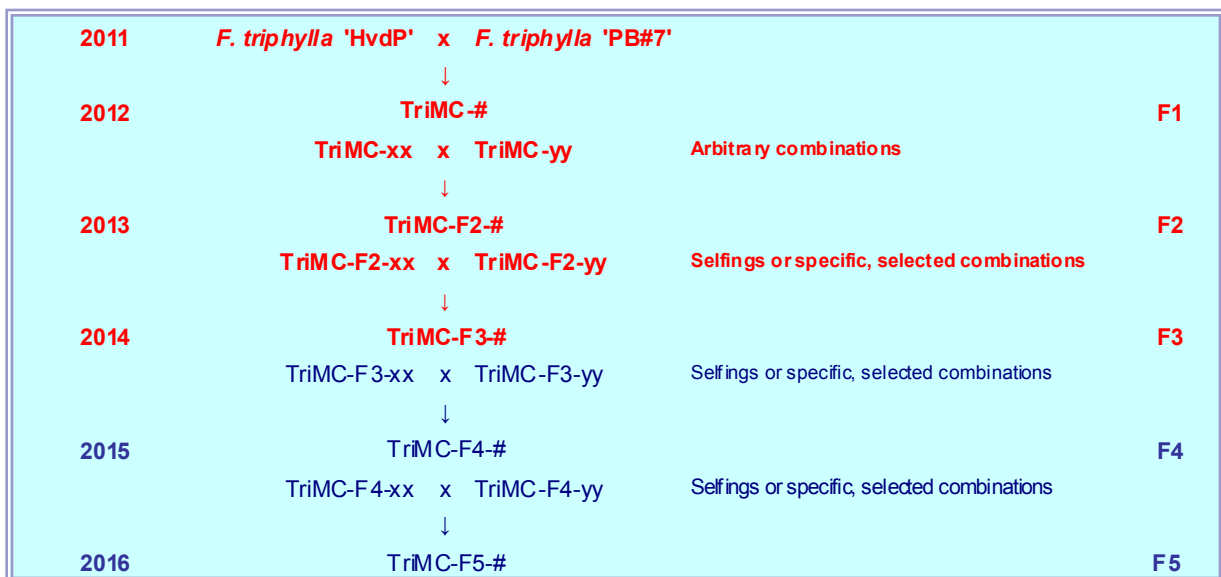 2011 F. triphylla 'HvdP' x F. triphylla 'PB#7'
↓
2012 TriMC-# F1
TriMC-xx x TriMC-yy Arbitrary combinations
↓
2013 TriMC-F2-# F2
TriMC-F2-xx x TriMC-F2-yy Selfings or specific, selected combinations
↓
2014 TriMC-F3-# F3
TriMC-F3-xx x TriMC-F3-yy Selfings or specific, selected combinations
↓
2015 TriMC-F4-# F4
TriMC-F4-xx x TriMC-F4-yy Selfings or specific, selected combinations
↓
2016 TriMC-F5-# F5